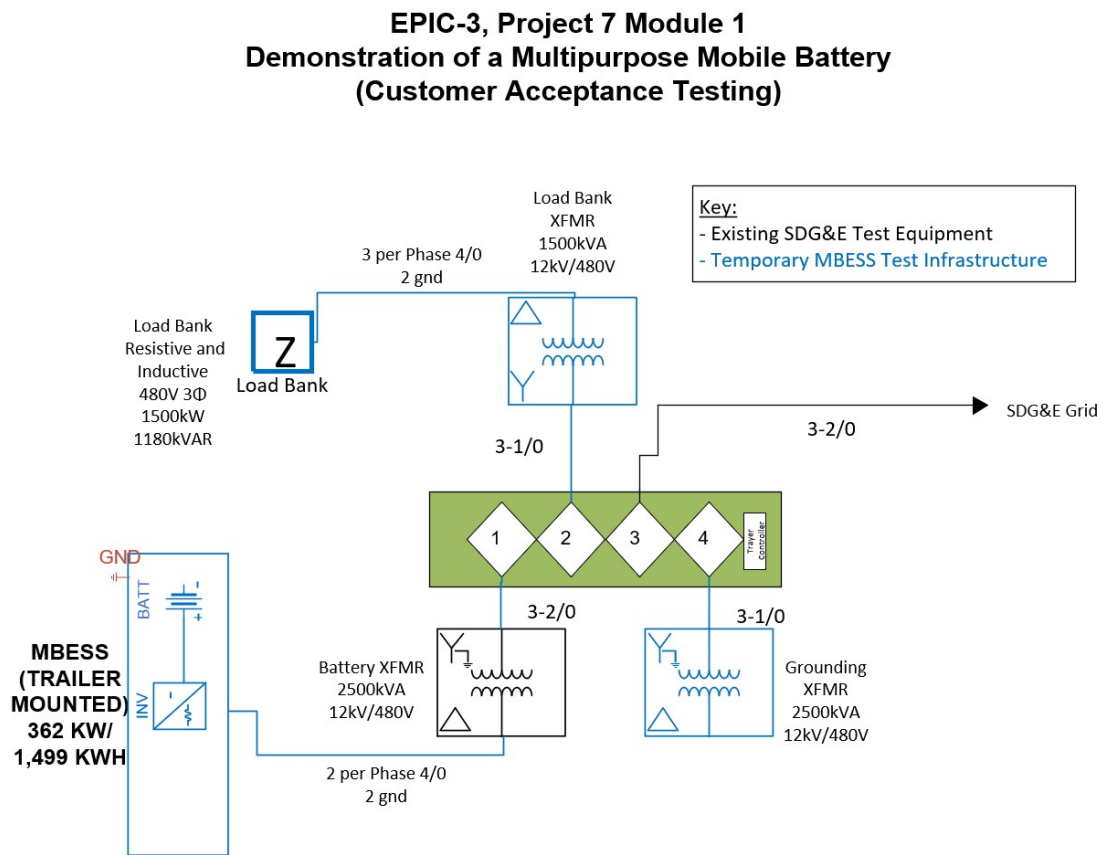 EPIC-3, Project 7 Module 1
Demonstration of a Multipurpose Mobile Battery
(Customer Acceptance Testing)
Load Bank
XFMR
1500kVA
12kV/480V
Key:
- Existing SDG&E Test Equipment
- Temporary MBESS Test Infrastructure
3 per Phase 4/0
2 gnd
Load Bank
Resistive and
Inductive
480V 3Φ
1500kW
1180kVAR
Z
Load Bank
SDG&E Grid
3-2/0
3-1/0
1
2
3
4
Trayer
Controller
GND
BATT
-
+
INV
-
MBESS
(TRAILER
MOUNTED)
362 KW/
1,499 KWH
3-2/0
3-1/0
Battery XFMR
2500kVA
12kV/480V
Grounding
XFMR
2500kVA
12kV/480V
2 per Phase 4/0
2 gnd